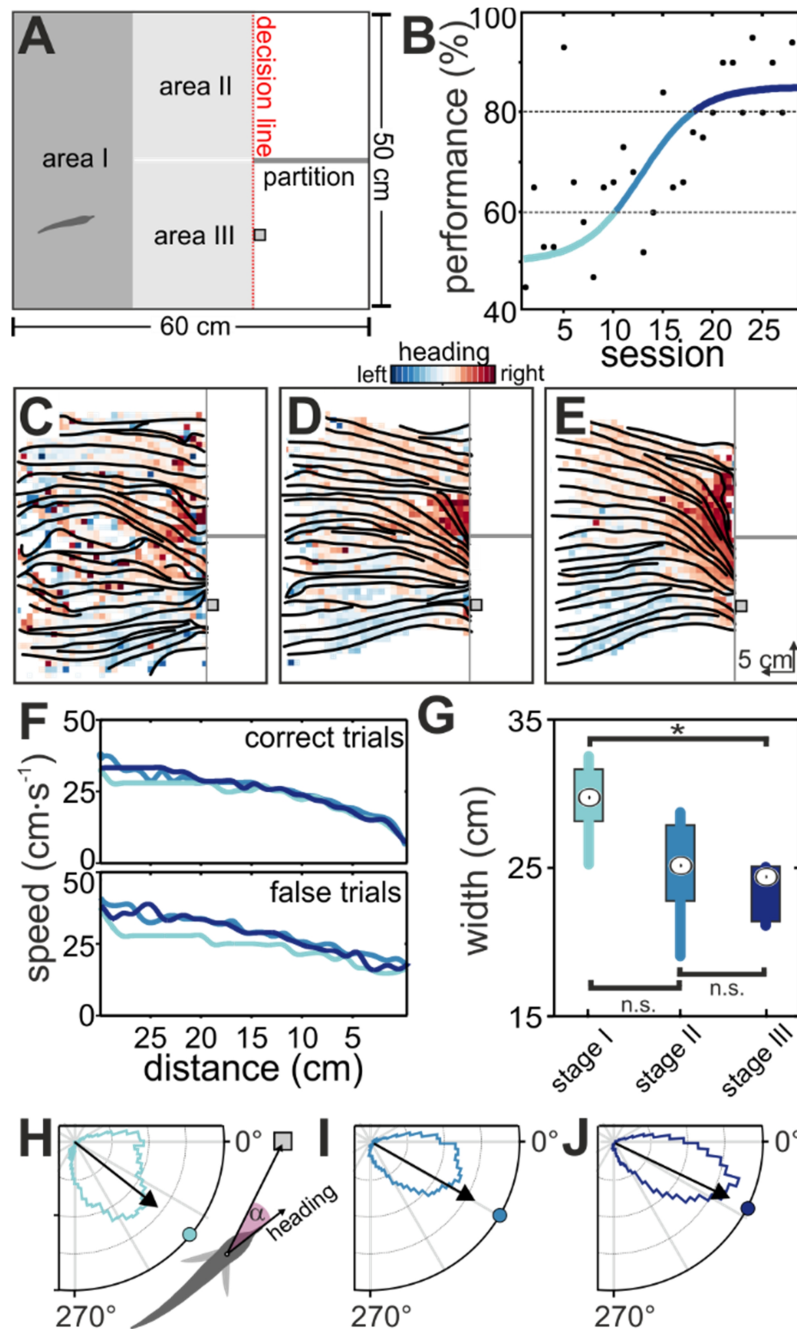 A
area I
area II
area III
decision line
partition
50 cm
60 cm
B
performance (%)
100
80
60
40
5
10
15
20
25
session
heading
left
right
C
D
E
5 cm
F
speed (cm·s⁻¹)
50
25
0
correct trials
50
25
0
false trials
25
20
15
10
5
distance (cm)
G
width (cm)
35
25
15
*
n.s.
n.s.
stage I
stage II
stage III
H
0°
270°
α
heading
I
0°
270°
J
0°
270°